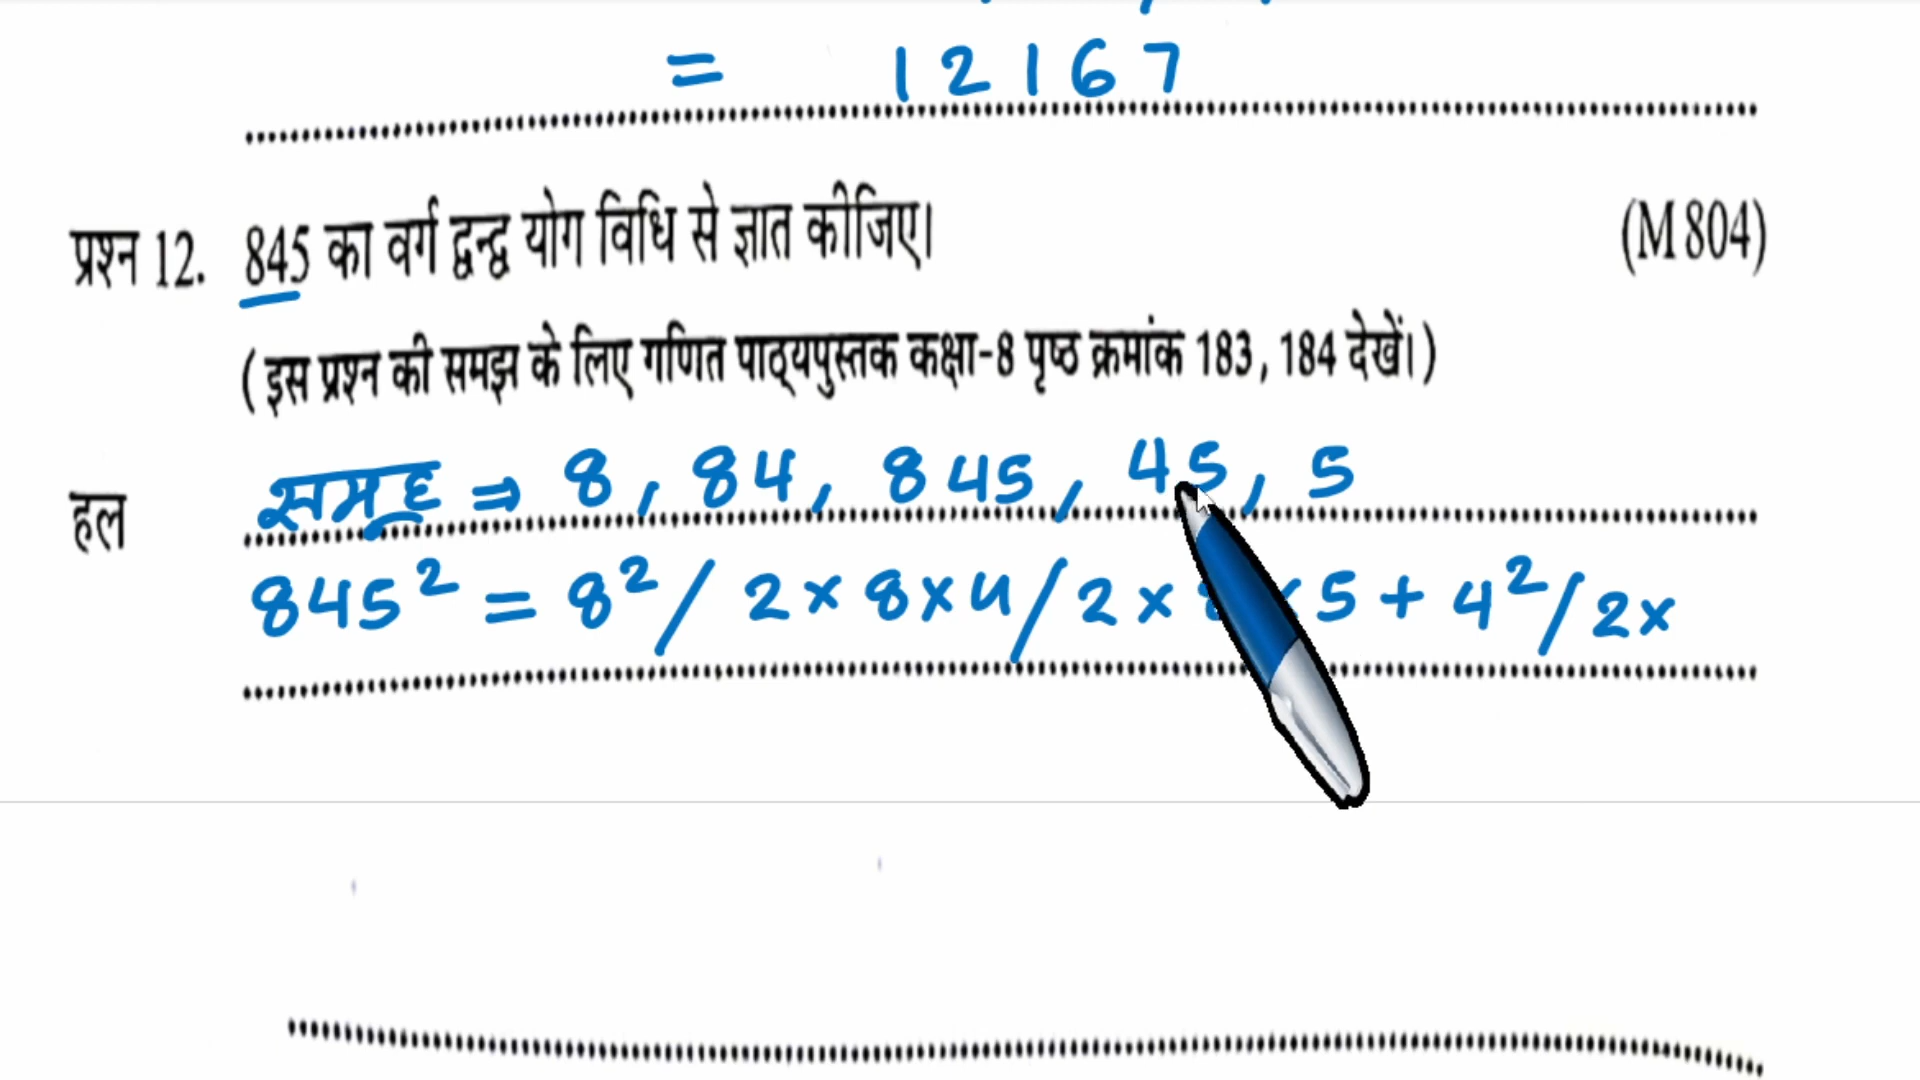 = 12167
प्रश्न 12. 845 का वर्ग द्वन्द्व योग विधि से ज्ञात कीजिए। (M 804)
( इस प्रश्न की समझ के लिए गणित पाठ्यपुस्तक कक्षा-8 पृष्ठ क्रमांक 183, 184 देखें। )
हल समूह ⇒ 8, 84, 845, 45, 5
845² = 8² / 2×8×4 / 2× ×5 + 4² / 2×